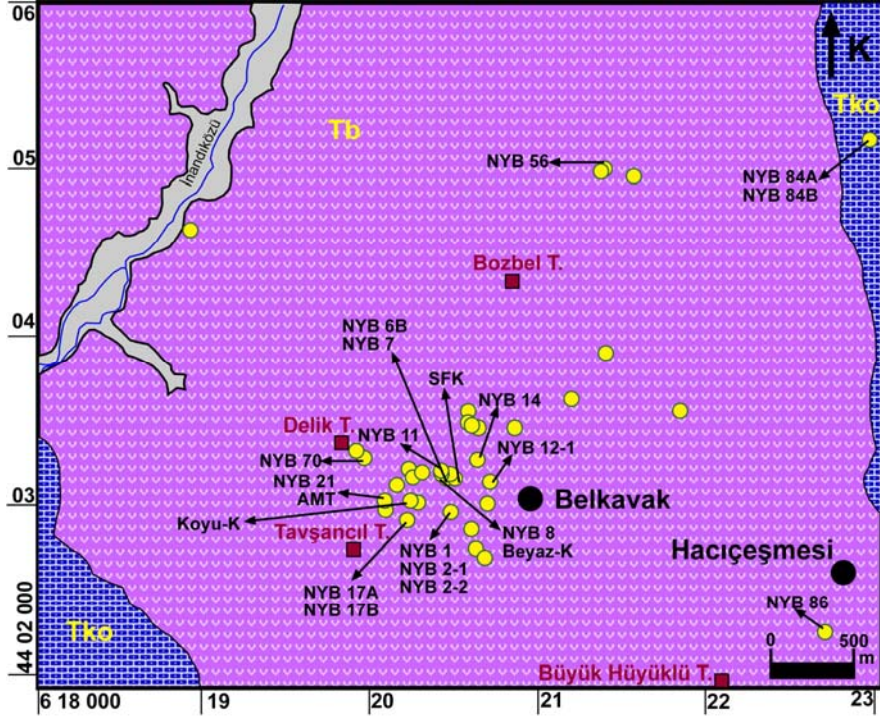 06
K
Tko
Tb
İnandıközü
05
NYB 56
NYB 84A
NYB 84B
Bozbel T.
04
NYB 6B
NYB 7
SFK
NYB 14
Delik T.
NYB 11
NYB 12-1
NYB 70
NYB 21
AMT
03
Belkavak
Koyu-K
Tavşancıl T.
NYB 8
Beyaz-K
NYB 1
NYB 2-1
NYB 2-2
Hacıçeşmesi
NYB 17A
NYB 17B
NYB 86
44 02 000
Tko
0 500
m
Büyük Hüyüklü T.
6 18 000 19 20 21 22 23